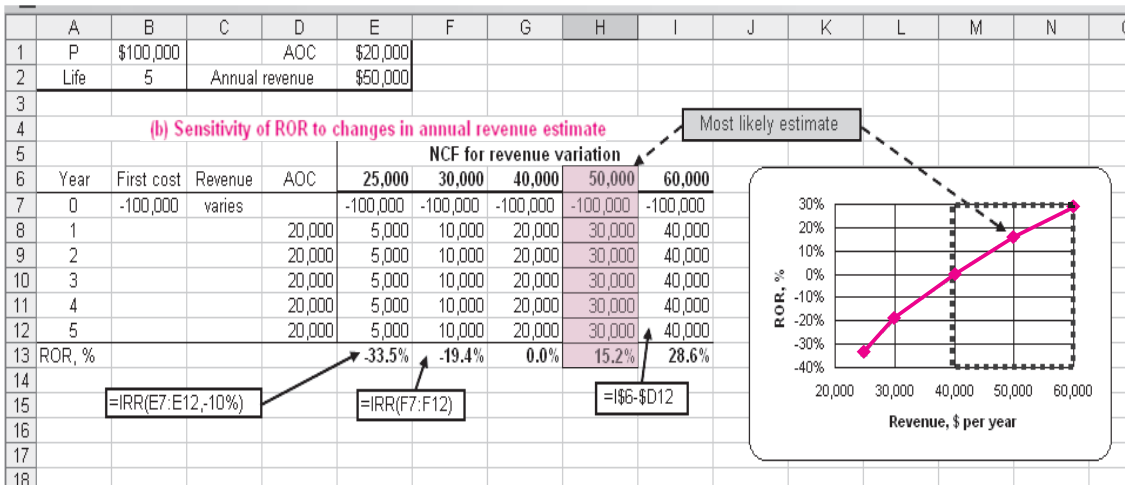 A B C D E F G H I J K L M N
1 P $100,000 AOC $20,000
2 Life 5 Annual revenue $50,000
3
4 (b) Sensitivity of ROR to changes in annual revenue estimate Most likely estimate
5 NCF for revenue variation
6 Year First cost Revenue AOC 25,000 30,000 40,000 50,000 60,000
7 0 -100,000 varies -100,000 -100,000 -100,000 -100,000 -100,000
8 1 20,000 5,000 10,000 20,000 30,000 40,000
9 2 20,000 5,000 10,000 20,000 30,000 40,000
10 3 20,000 5,000 10,000 20,000 30,000 40,000
11 4 20,000 5,000 10,000 20,000 30,000 40,000
12 5 20,000 5,000 10,000 20,000 30,000 40,000
13 ROR, % -33.5% -19.4% 0.0% 15.2% 28.6%
14
15 =IRR(E7:E12,-10%) =IRR(F7:F12) =I$6-$D12
16
17
18
30%
20%
10%
0%
-10%
-20%
-30%
-40%
ROR, %
20,000 30,000 40,000 50,000 60,000
Revenue, $ per year